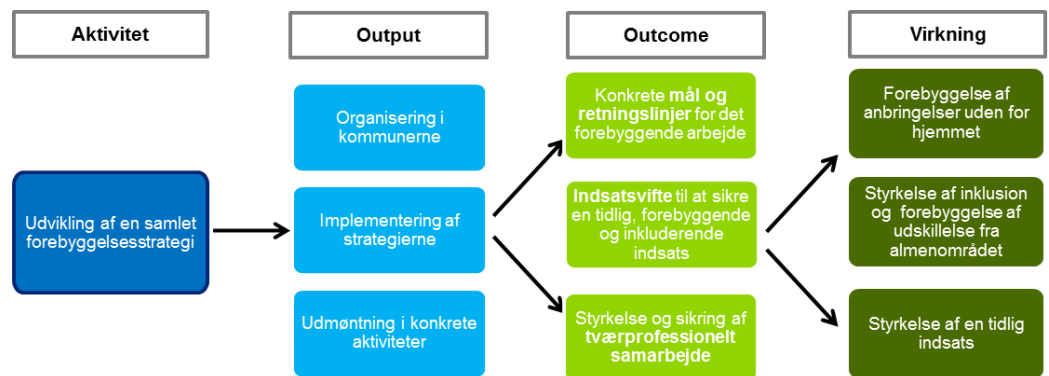 Aktivitet
Output
Outcome
Virkning
Udvikling af en samlet
forebyggelsesstrategi
Organisering i
kommunerne
Implementering af
strategierne
Udmøntning i konkrete
aktiviteter
Konkrete mål og
retningslinjer for det
forebyggende arbejde
Indsatsvifte til at sikre
en tidlig, forebyggende
og inkluderende
indsats
Styrkelse og sikring af
tværprofessionelt
samarbejde
Forebyggelse af
anbringelser uden for
hjemmet
Styrkelse af inklusion
og forebyggelse af
udskillelse fra
almenområdet
Styrkelse af en tidlig
indsats